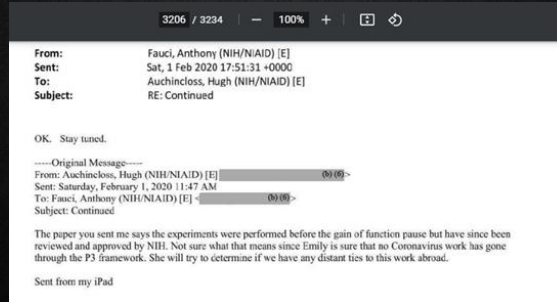 3206 / 3234 — 100% +
From: Fauci, Anthony (NIH/NIAID) [E]
Sent: Sat, 1 Feb 2020 17:51:31 +0000
To: Auchincloss, Hugh (NIH/NIAID) [E]
Subject: RE: Continued
OK. Stay tuned.
-----Original Message-----
From: Auchincloss, Hugh (NIH/NIAID) [E] (b) (6)>
Sent: Saturday, February 1, 2020 11:47 AM
To: Fauci, Anthony (NIH/NIAID) [E] < (b) (6)>
Subject: Continued
The paper you sent me says the experiments were performed before the gain of function pause but have since been
reviewed and approved by NIH. Not sure what that means since Emily is sure that no Coronavirus work has gone
through the P3 framework. She will try to determine if we have any distant ties to this work abroad.
Sent from my iPad